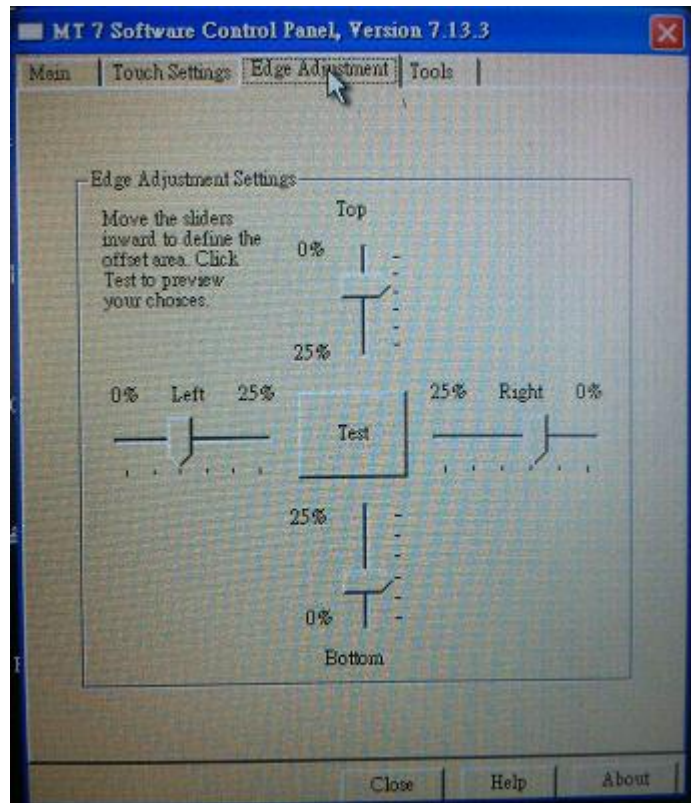 MT 7 Software Control Panel, Version 7.13.3
Main Touch Settings Edge Adjustment Tools
Edge Adjustment Settings
Move the sliders
inward to define the
offset area. Click
Test to preview
your choices.
Top
0%
25%
0% Left 25%
Test
25% Right 0%
25%
0%
Bottom
Close Help About